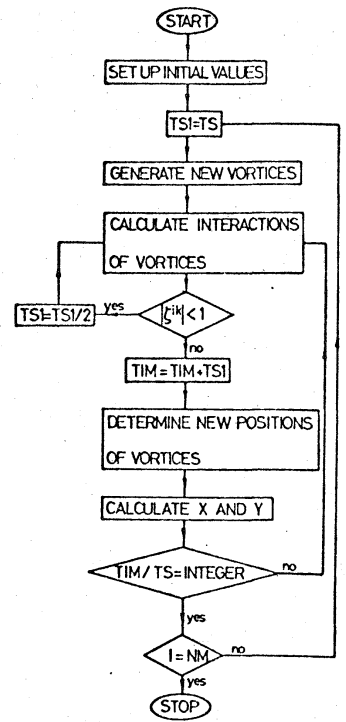 START
SET UP INITIAL VALUES
TS1=TS
GENERATE NEW VORTICES
CALCULATE INTERACTIONS
OF VORTICES
TS1=TS1/2
yes
|ζ^ik|<1
no
TIM=TIM+TS1
DETERMINE NEW POSITIONS
OF VORTICES
CALCULATE X AND Y
TIM/TS=INTEGER
no
yes
I=NM
no
yes
STOP